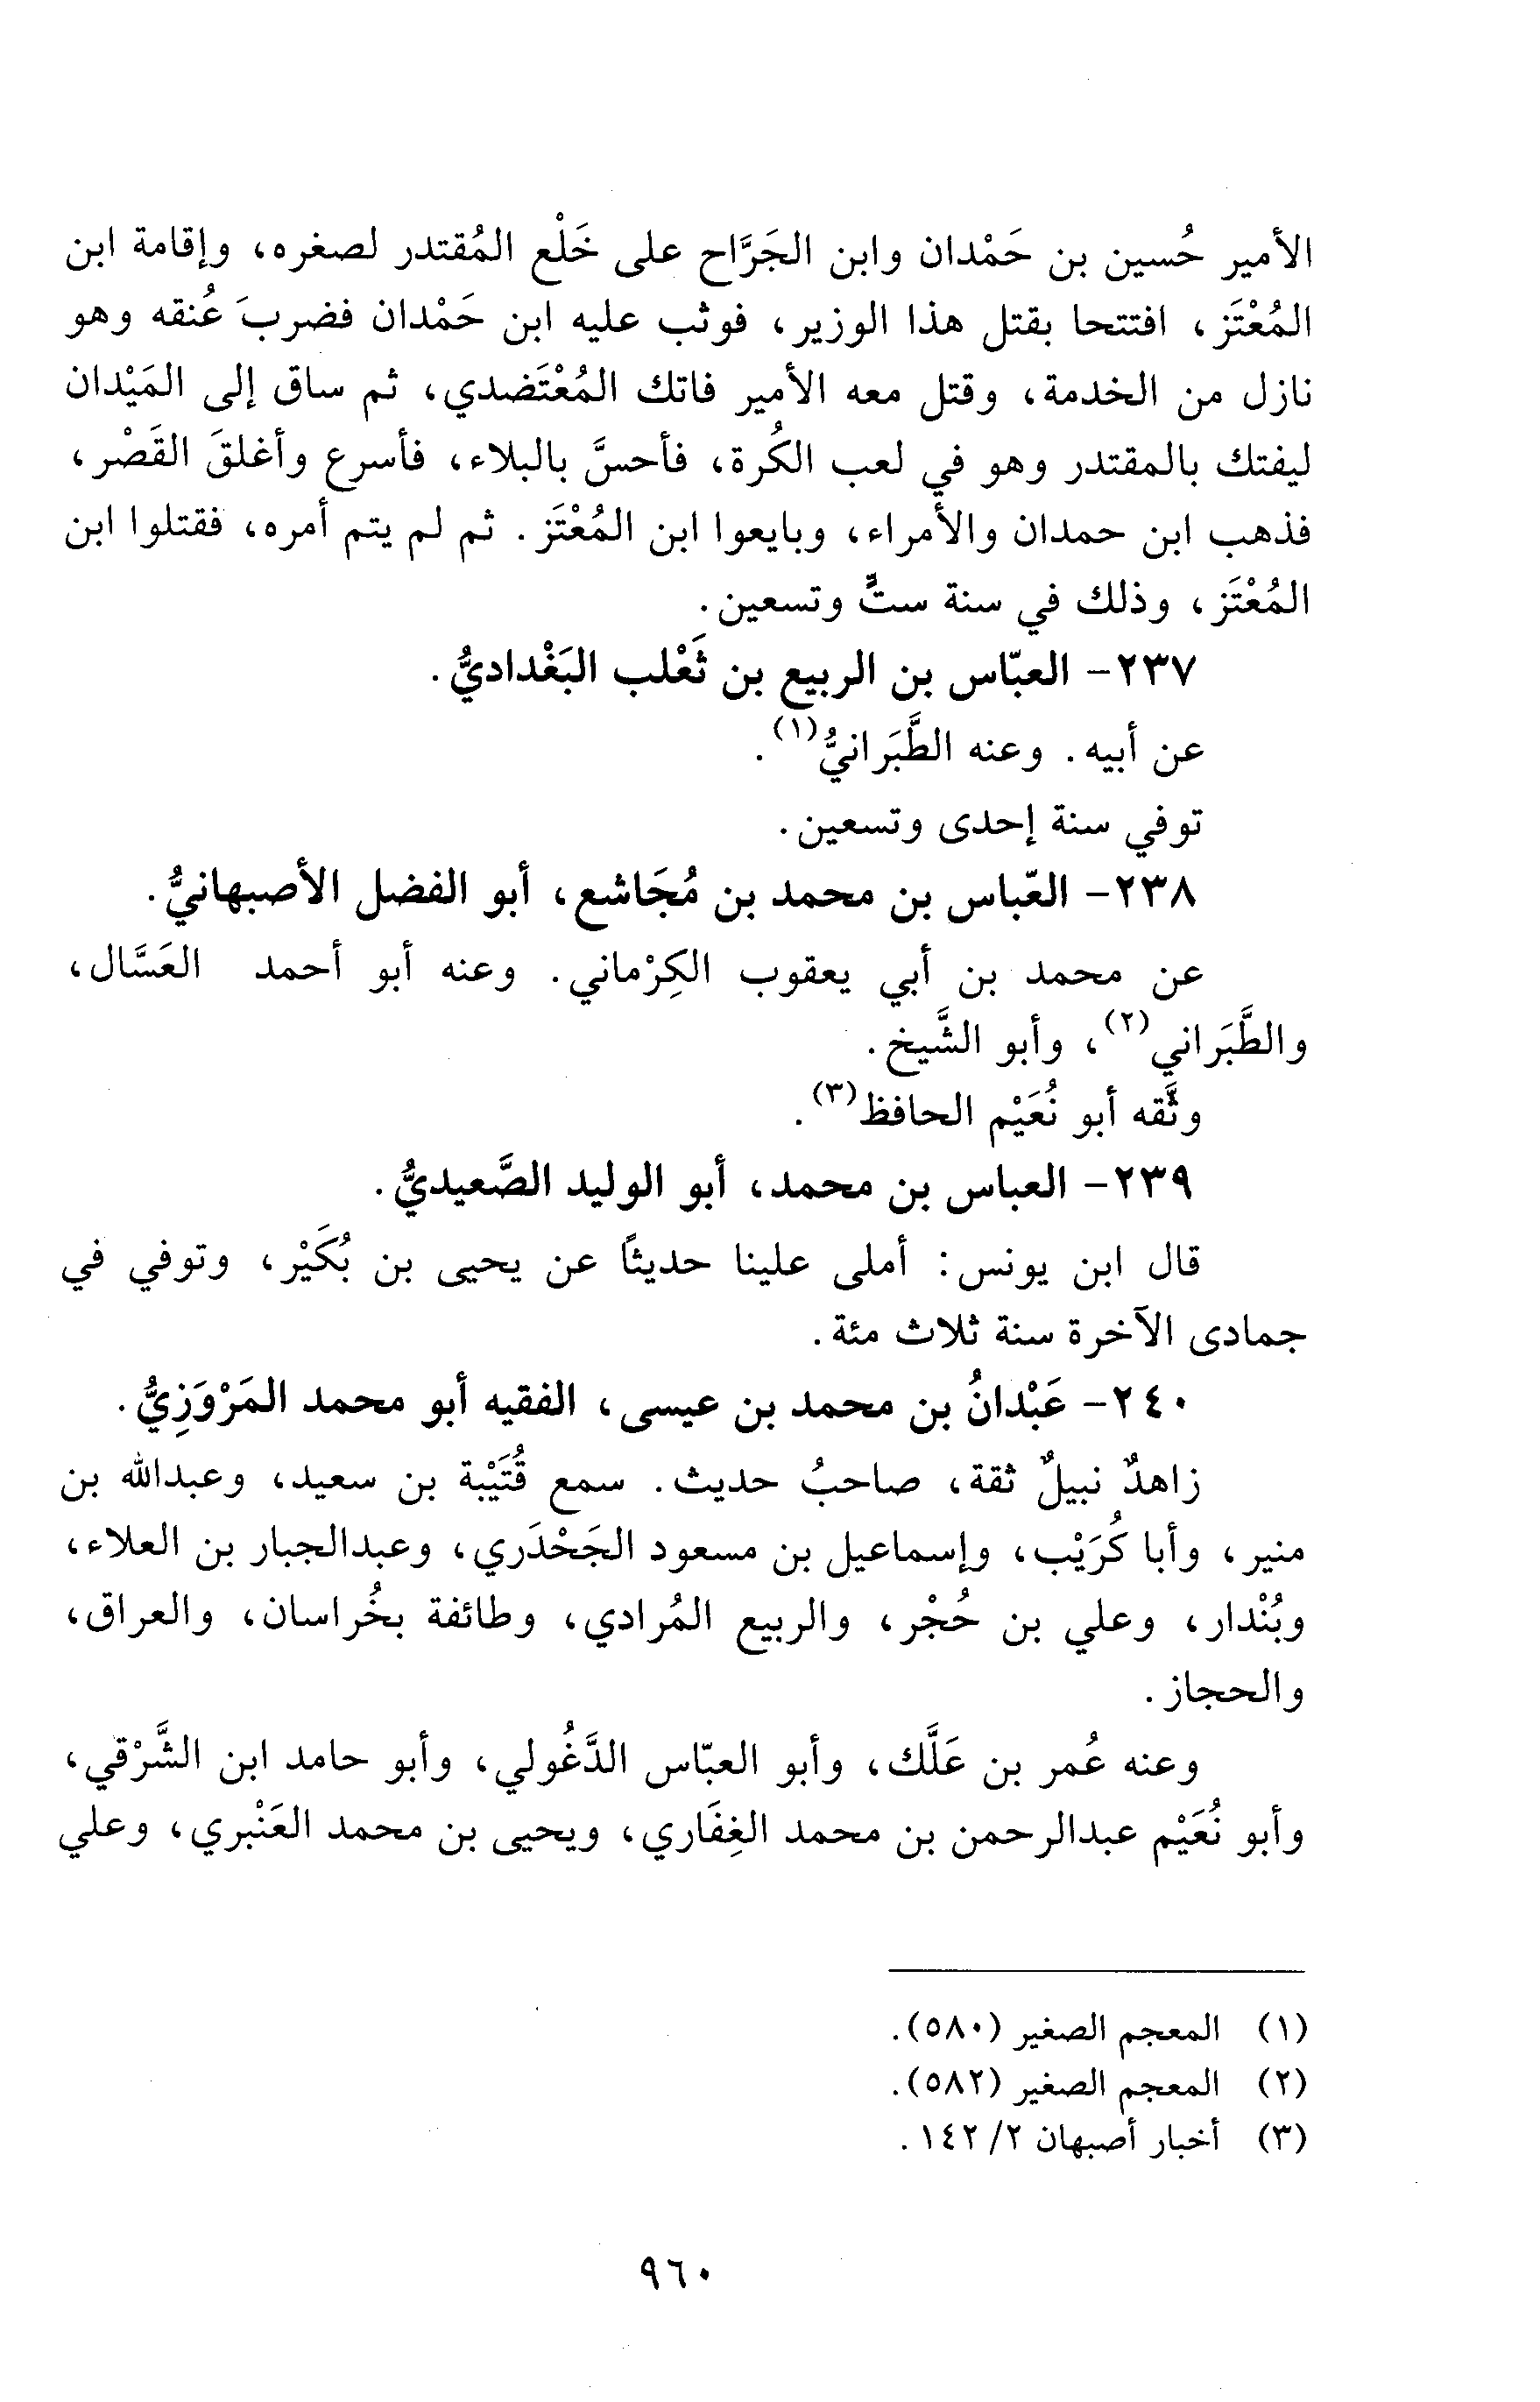 الأمير حُسين بن حَمْدان وابن الجَرَّاح على خَلْع المُقتدر لصغره، وإقامة ابن
المُعْتَز، افتتحا بقتل هذا الوزير، فوثب عليه ابن حَمْدان فضربَ عُنقه وهو
نازل من الخدمة، وقتل معه الأمير فاتك المُعْتَضدي، ثم ساق إلى المَيْدان
ليفتك بالمقتدر وهو في لعب الكُرة، فأحسَّ بالبلاء، فأسرع وأغلقَ القَصْر،
فذهب ابن حمدان والأمراء، وبايعوا ابن المُعْتَز. ثم لم يتم أمره، فقتلوا ابن
المُعْتَز، وذلك في سنة ستٍّ وتسعين.
٢٣٧- العبّاس بن الربيع بن ثَعْلب البَغْداديُّ.
عن أبيه. وعنه الطَّبَرانيُّ(١).
توفي سنة إحدى وتسعين.
٢٣٨- العبّاس بن محمد بن مُجَاشع، أبو الفضل الأصبهانيُّ.
عن محمد بن أبي يعقوب الكِرْماني. وعنه أبو أحمد العَسَّال،
والطَّبَراني(٢)، وأبو الشَّيخ.
وثَّقه أبو نُعَيْم الحافظ(٣).
٢٣٩- العباس بن محمد، أبو الوليد الصَّعيديُّ.
قال ابن يونس: أملى علينا حديثاً عن يحيى بن بُكَيْر، وتوفي في
جمادى الآخرة سنة ثلاث مئة.
٢٤٠- عَبْدانُ بن محمد بن عيسى، الفقيه أبو محمد المَرْوَزِيُّ.
زاهدٌ نبيلٌ ثقة، صاحبُ حديث. سمع قُتَيْبة بن سعيد، وعبدالله بن
منير، وأبا كُرَيْب، وإسماعيل بن مسعود الجَحْدَري، وعبدالجبار بن العلاء،
وبُنْدار، وعلي بن حُجْر، والربيع المُرادي، وطائفة بخُراسان، والعراق،
والحجاز.
وعنه عُمر بن عَلَّك، وأبو العبّاس الدَّغُولي، وأبو حامد ابن الشَّرْقي،
وأبو نُعَيْم عبدالرحمن بن محمد الغِفَاري، ويحيى بن محمد العَنْبري، وعلي
(١) المعجم الصغير (٥٨٠).
(٢) المعجم الصغير (٥٨٢).
(٣) أخبار أصبهان ٢/ ١٤٢.
٩٦٠